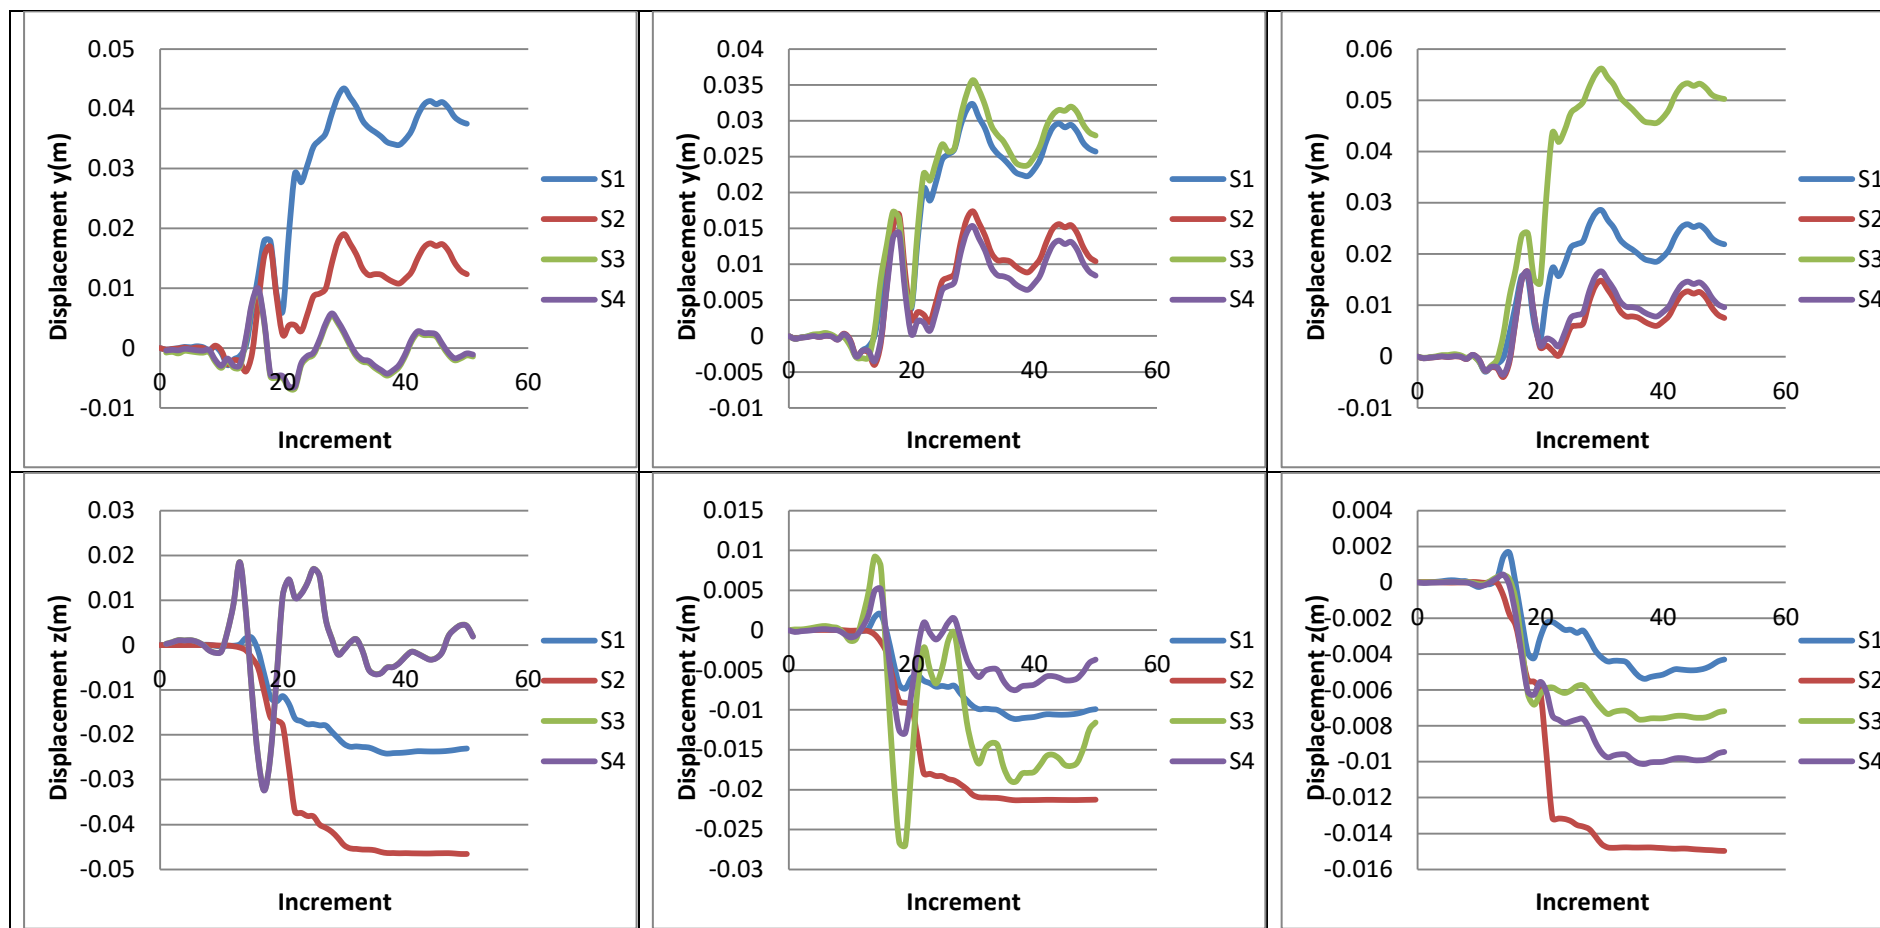 0.05
0.04
0.03
0.02
0.01
0
-0.01
0
20
40
60
Displacement y(m)
Increment
S1
S2
S3
S4
0.04
0.035
0.03
0.025
0.02
0.015
0.01
0.005
0
-0.005
-0.01
0
20
40
60
Displacement y(m)
Increment
S1
S2
S3
S4
0.06
0.05
0.04
0.03
0.02
0.01
0
-0.01
0
20
40
60
Displacement y(m)
Increment
S1
S2
S3
S4
0.03
0.02
0.01
0
-0.01
-0.02
-0.03
-0.04
-0.05
0
20
40
60
Displacement z(m)
Increment
S1
S2
S3
S4
0.015
0.01
0.005
0
-0.005
-0.01
-0.015
-0.02
-0.025
-0.03
0
20
40
60
Displacement z(m)
Increment
S1
S2
S3
S4
0.004
0.002
0
-0.002
-0.004
-0.006
-0.008
-0.01
-0.012
-0.014
-0.016
0
20
40
60
Displacement z(m)
Increment
S1
S2
S3
S4